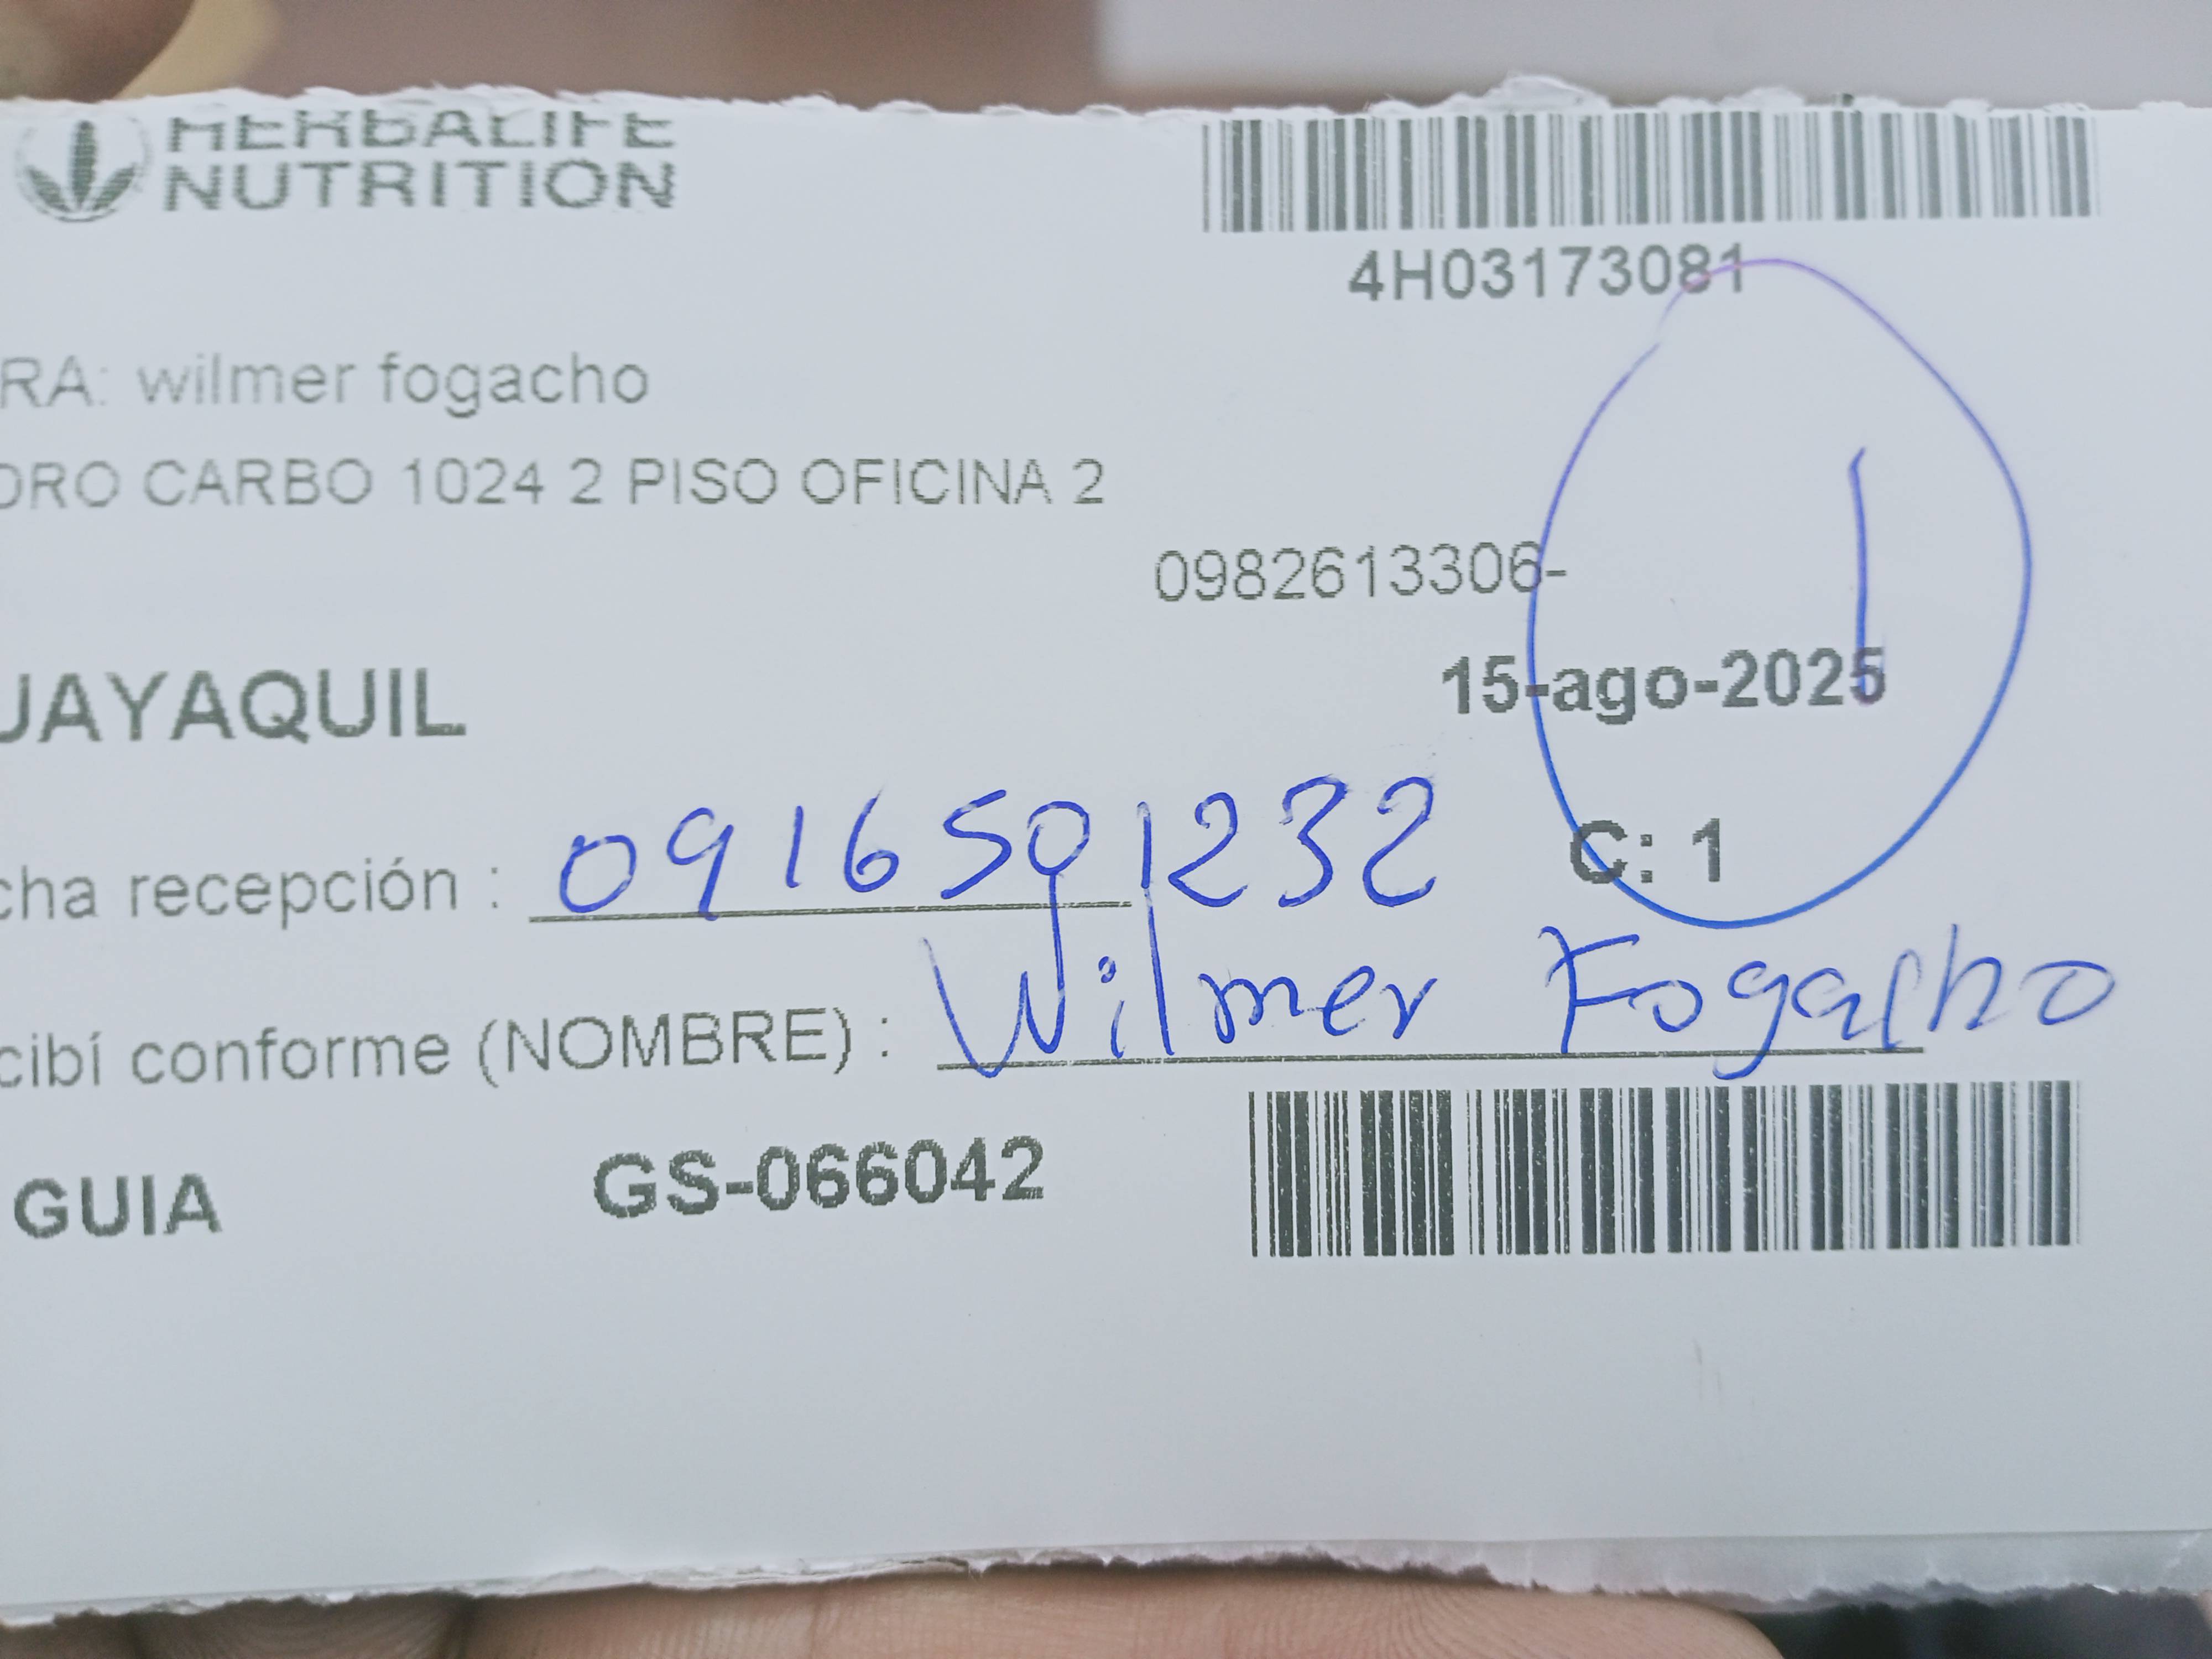 HERBALIFE
NUTRITION
4H03173081
RA: wilmer fogacho
DRO CARBO 1024 2 PISO OFICINA 2
0982613306-
1
UAYAQUIL
15-ago-2025
cha recepción : 0916591232
C: 1
cibí conforme (NOMBRE) : Wilmer Fogacho
GUIA GS-066042